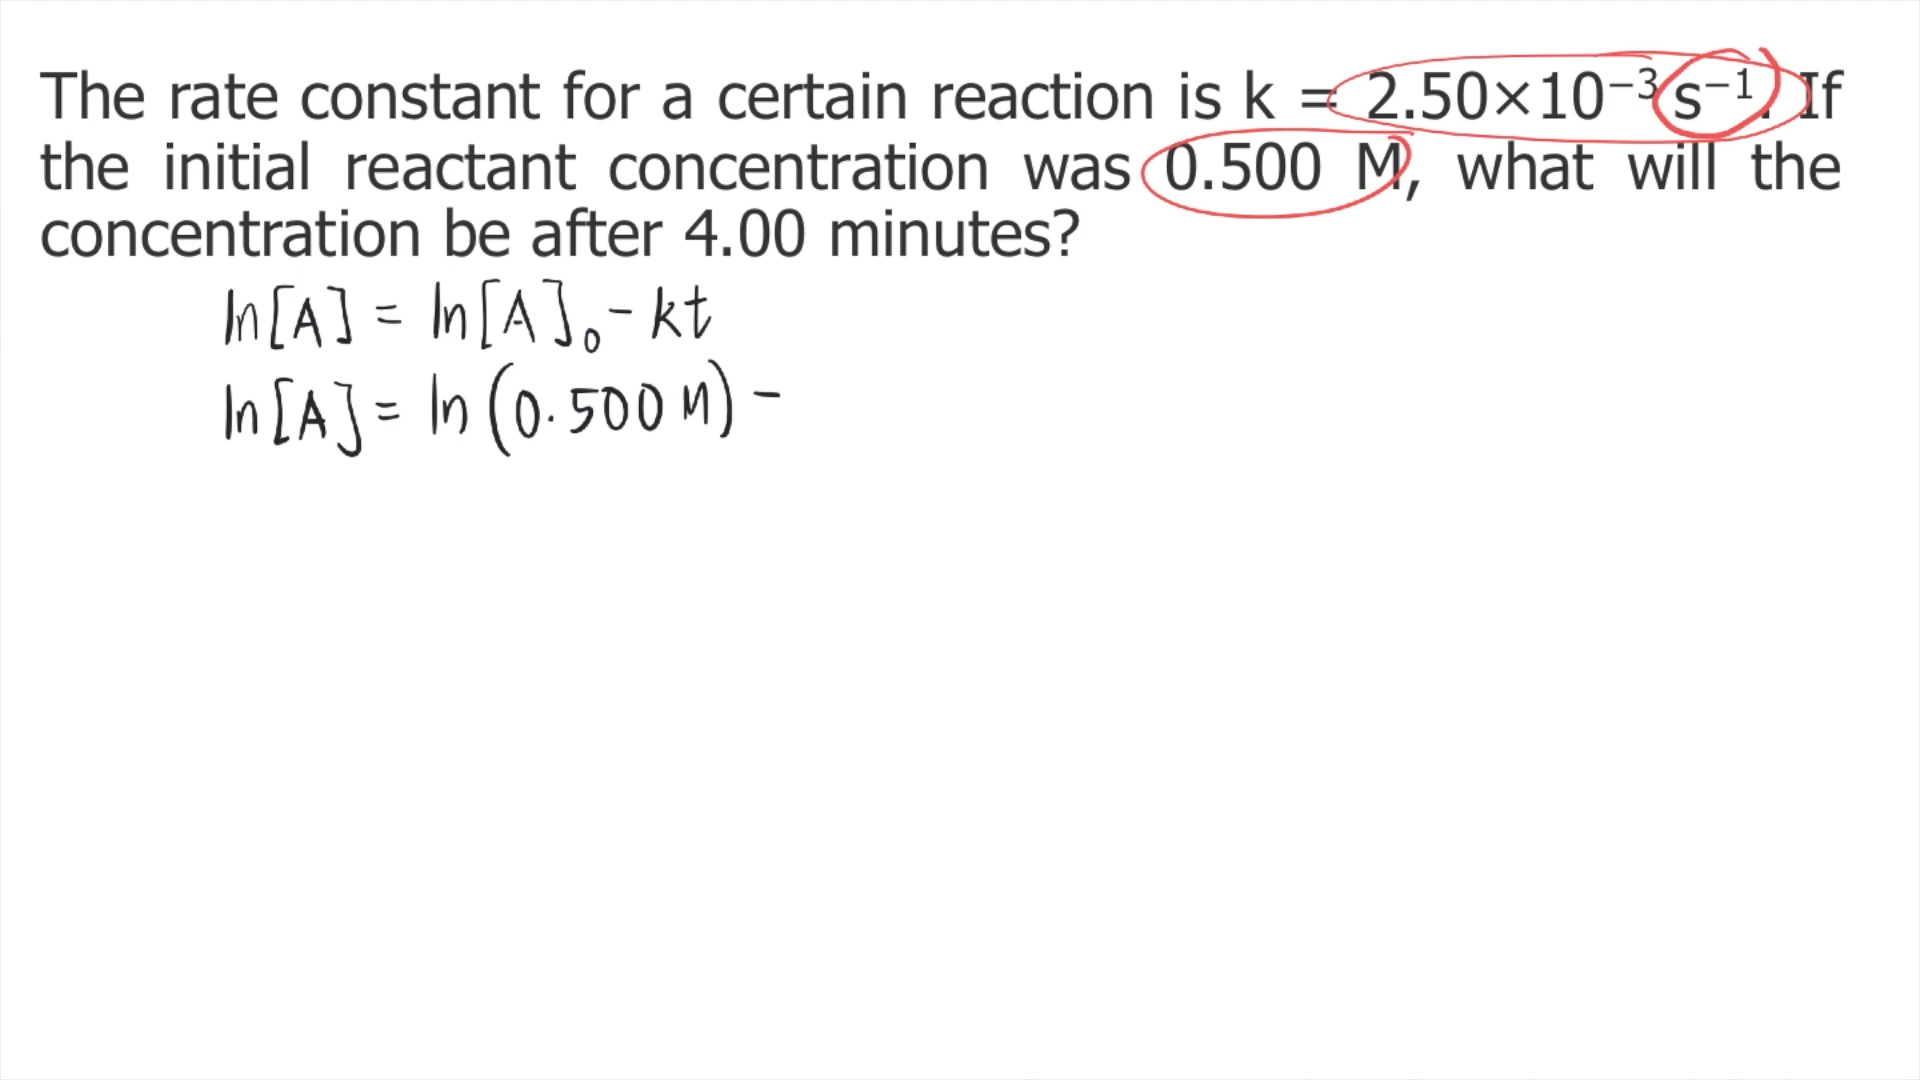 The rate constant for a certain reaction is k = 2.50×10⁻³ s⁻¹. If
the initial reactant concentration was 0.500 M, what will the
concentration be after 4.00 minutes?
ln[A] = ln[A]₀ - kt
ln[A] = ln(0.500 M) -